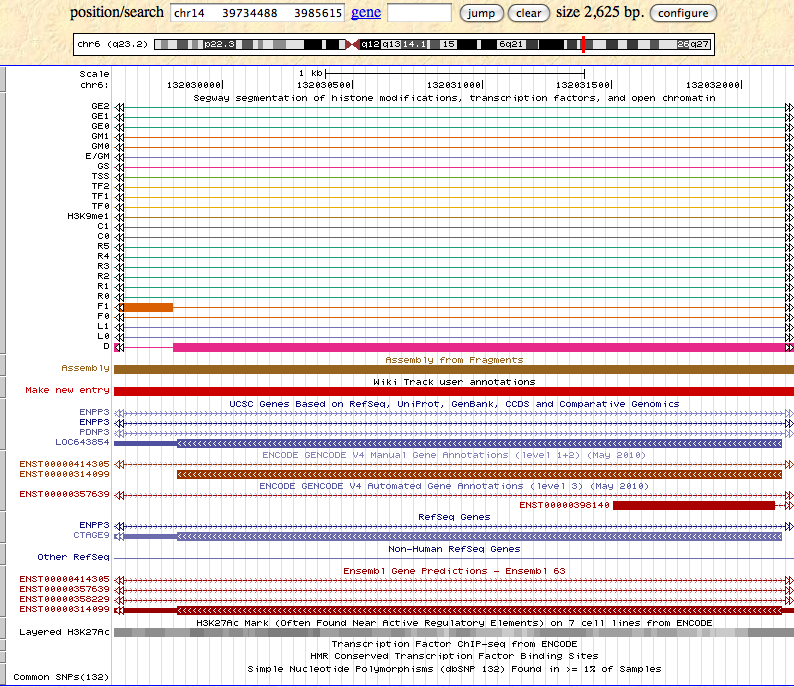 position/search chr14 39734488 3985615 gene jump clear size 2,625 bp. configure
chr6 (q23.2) p22.3 q12 q13 14.1 15 6q21 26 q27
Scale 1 kb
chr6: 132030000 132030500 132031000 132031500 132032000
Segway segmentation of histone modifications, transcription factors, and open chromatin
GE2
GE1
GE0
GM1
GM0
E/GM
GS
TSS
TF2
TF1
TF0
H3K9me1
C1
C0
R5
R4
R3
R2
R1
R0
F1
F0
L1
L0
D
Assembly from Fragments
Assembly
Wiki Track user annotations
Make new entry
UCSC Genes Based on RefSeq, UniProt, GenBank, CCDS and Comparative Genomics
ENPP3
ENPP3
PDNP3
LOC643854
ENCODE GENCODE V4 Manual Gene Annotations (level 1+2) (May 2010)
ENST00000414305
ENST00000314099
ENCODE GENCODE V4 Automated Gene Annotations (level 3) (May 2010)
ENST00000357639
ENST00000398140
RefSeq Genes
ENPP3
CTAGE9
Non-Human RefSeq Genes
Other RefSeq
Ensembl Gene Predictions - Ensembl 63
ENST00000414305
ENST00000357639
ENST00000358229
ENST00000314099
H3K27Ac Mark (Often Found Near Active Regulatory Elements) on 7 cell lines from ENCODE
Layered H3K27Ac
Transcription Factor ChIP-seq from ENCODE
HMR Conserved Transcription Factor Binding Sites
Simple Nucleotide Polymorphisms (dbSNP 132) Found in >= 1% of Samples
Common SNPs(132)